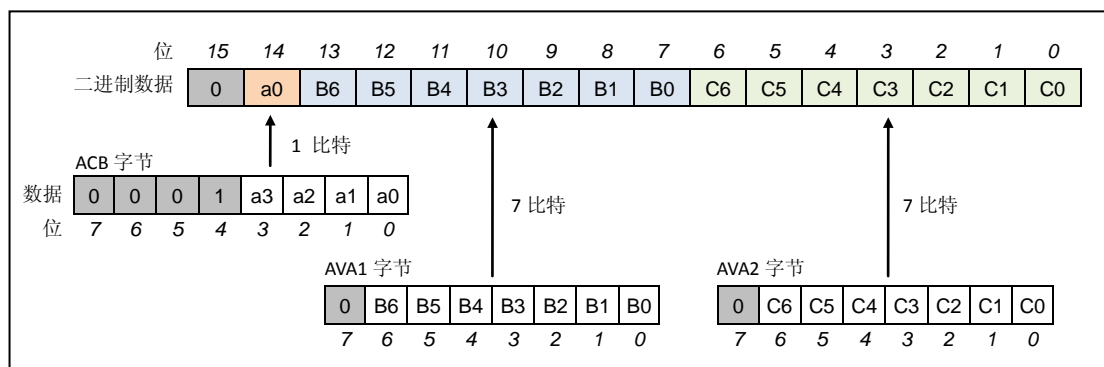 位 15 14 13 12 11 10 9 8 7 6 5 4 3 2 1 0
二进制数据 0 a0 B6 B5 B4 B3 B2 B1 B0 C6 C5 C4 C3 C2 C1 C0
1 比特
ACB 字节
数据 0 0 0 1 a3 a2 a1 a0
位 7 6 5 4 3 2 1 0
7 比特 7 比特
AVA1 字节 AVA2 字节
0 B6 B5 B4 B3 B2 B1 B0 0 C6 C5 C4 C3 C2 C1 C0
7 6 5 4 3 2 1 0 7 6 5 4 3 2 1 0